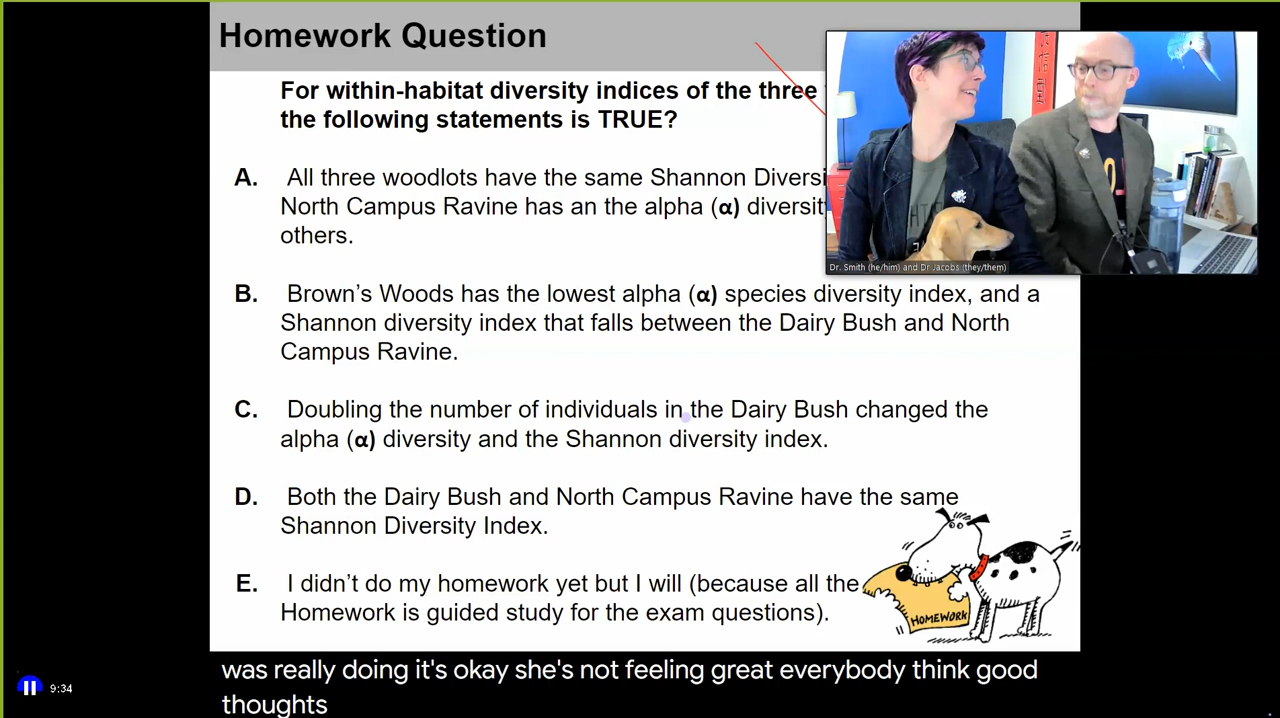 Homework Question
For within-habitat diversity indices of the three
the following statements is TRUE?
A. All three woodlots have the same Shannon Diversi
North Campus Ravine has an the alpha (α) diversit
others.
Dr. Smith (he/him) and Dr Jacobs (they/them)
B. Brown's Woods has the lowest alpha (α) species diversity index, and a
Shannon diversity index that falls between the Dairy Bush and North
Campus Ravine.
C. Doubling the number of individuals in the Dairy Bush changed the
alpha (α) diversity and the Shannon diversity index.
D. Both the Dairy Bush and North Campus Ravine have the same
Shannon Diversity Index.
E. I didn't do my homework yet but I will (because all the
Homework is guided study for the exam questions).
HOMEWORK
was really doing it's okay she's not feeling great everybody think good
thoughts
9:34